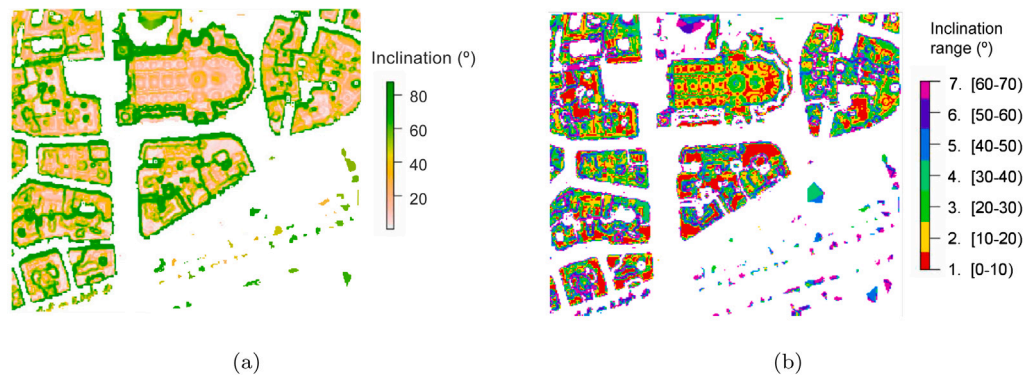 Inclination (º)
80
60
40
20
(a)
Inclination
range (º)
7. [60-70)
6. [50-60)
5. [40-50)
4. [30-40)
3. [20-30)
2. [10-20)
1. [0-10)
(b)